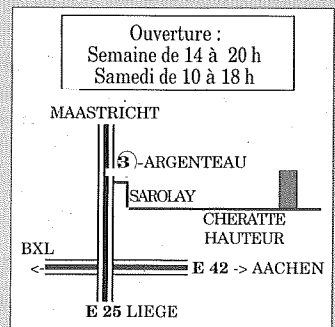 Ouverture :
Semaine de 14 à 20 h
Samedi de 10 à 18 h
MAASTRICHT
3-ARGENTEAU
SAROLAY
CHERATTE
HAUTEUR
BXL
<- E 42 -> AACHEN
E 25 LIEGE